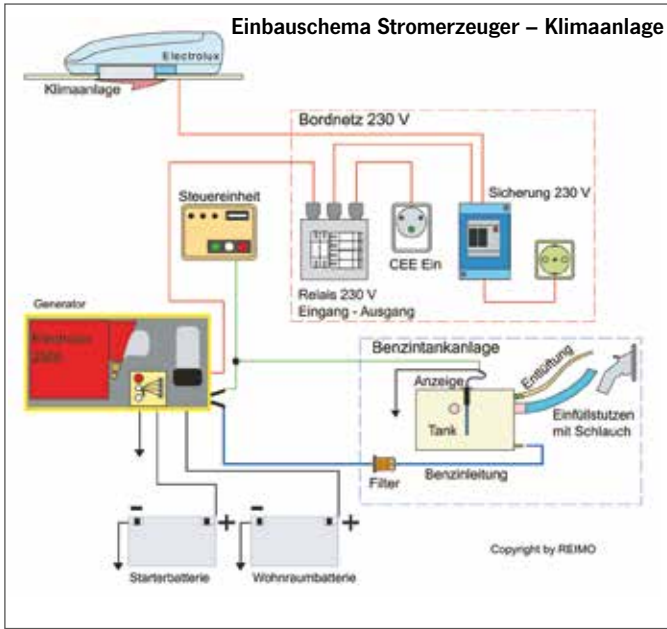 Einbauschema Stromerzeuger – Klimaanlage
Electrolux
Klimaanlage
Bordnetz 230 V
Steuereinheit
Sicherung 230 V
CEE Ein
Relais 230 V
Eingang - Ausgang
Generator
Benzintankanlage
Anzeige
Entlüftung
Tank
Einfüllstutzen
mit Schlauch
Filter
Benzinleitung
- +
- +
Starterbatterie
Wohnraumbatterie
Copyright by REIMO